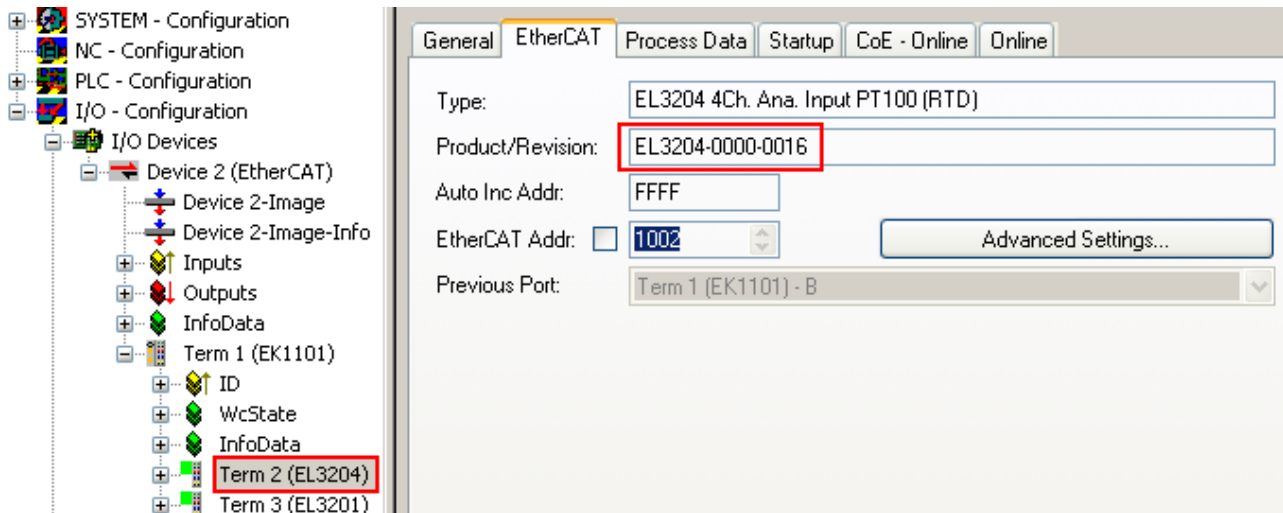 SYSTEM - Configuration
NC - Configuration
PLC - Configuration
I/O - Configuration
I/O Devices
Device 2 (EtherCAT)
Device 2-Image
Device 2-Image-Info
Inputs
Outputs
InfoData
Term 1 (EK1101)
ID
WcState
InfoData
Term 2 (EL3204)
Term 3 (EL3201)
General EtherCAT Process Data Startup CoE - Online Online
Type: EL3204 4Ch. Ana. Input PT100 (RTD)
Product/Revision: EL3204-0000-0016
Auto Inc Addr: FFFF
EtherCAT Addr: 1002 Advanced Settings...
Previous Port: Term 1 (EK1101) - B